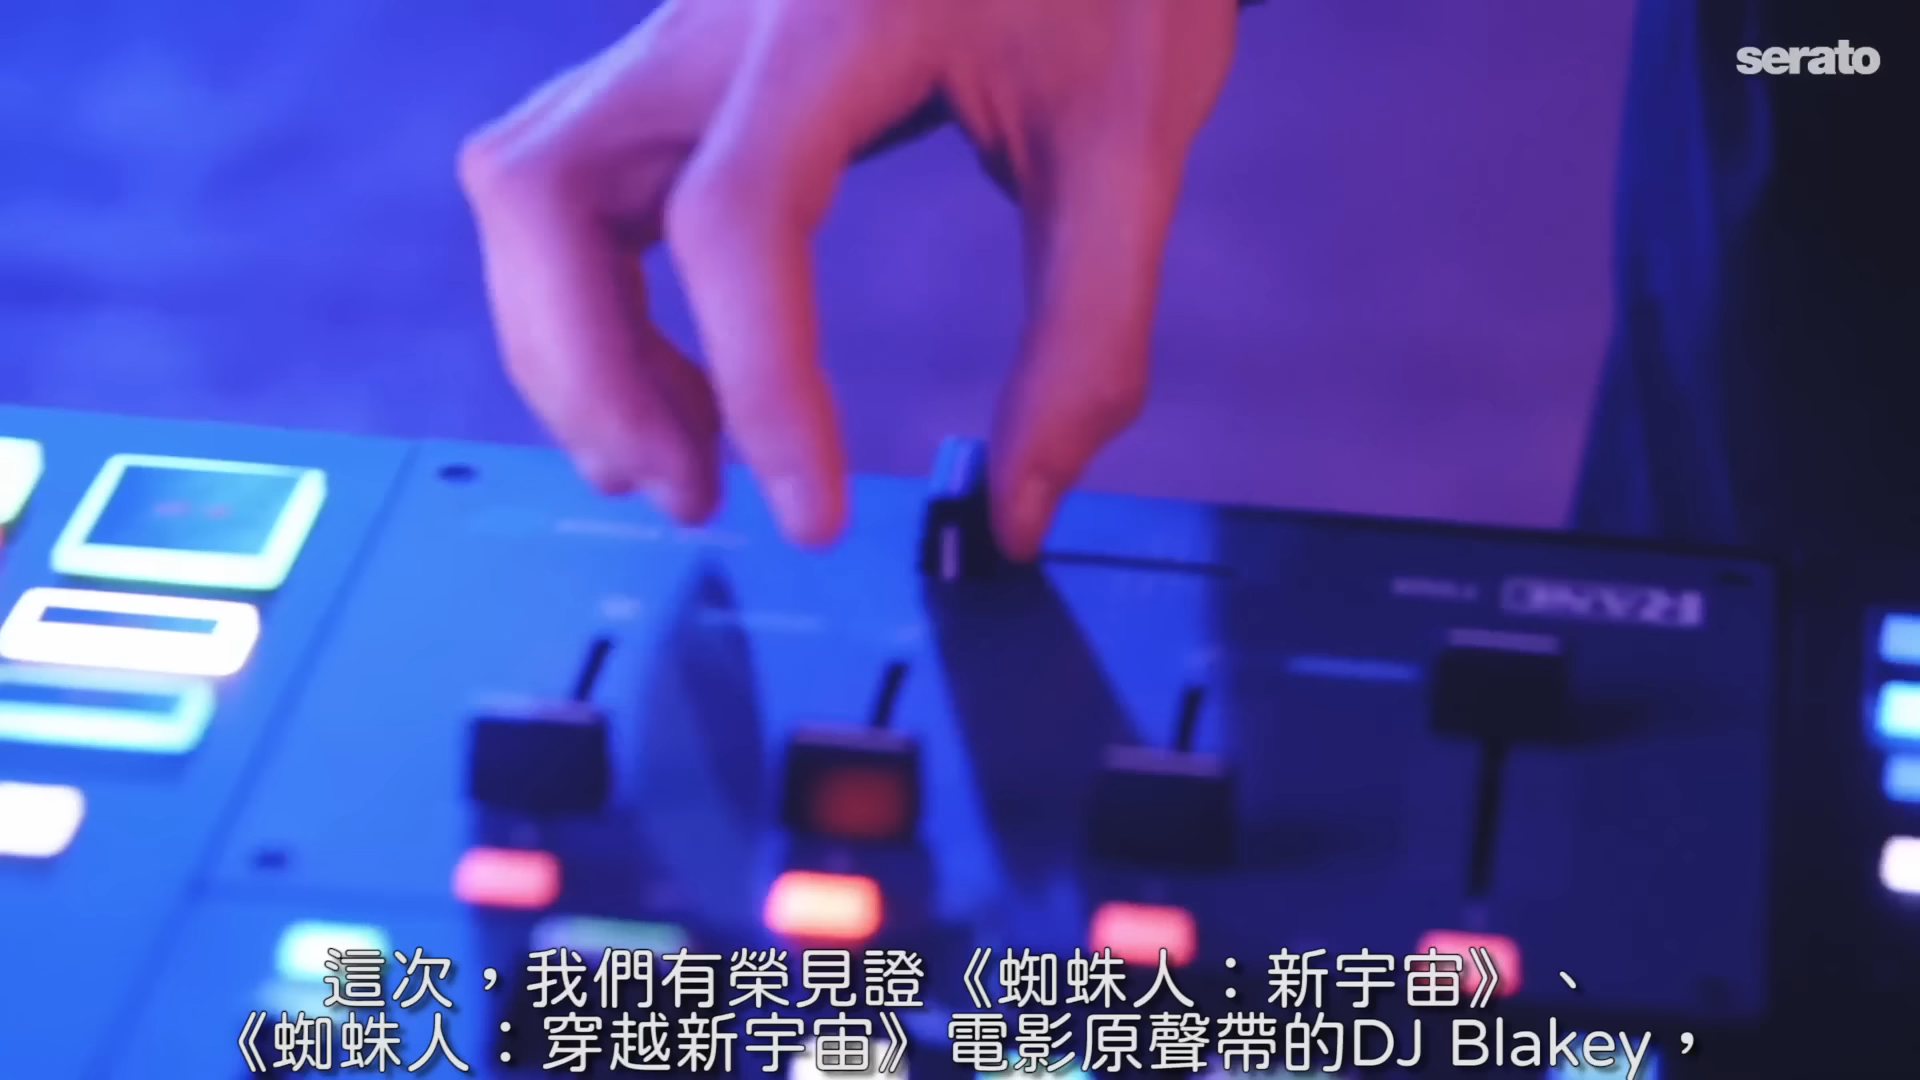 serato
RANE
這次，我們有榮見證《蜘蛛人：新宇宙》、
《蜘蛛人：穿越新宇宙》電影原聲帶的DJ Blakey，